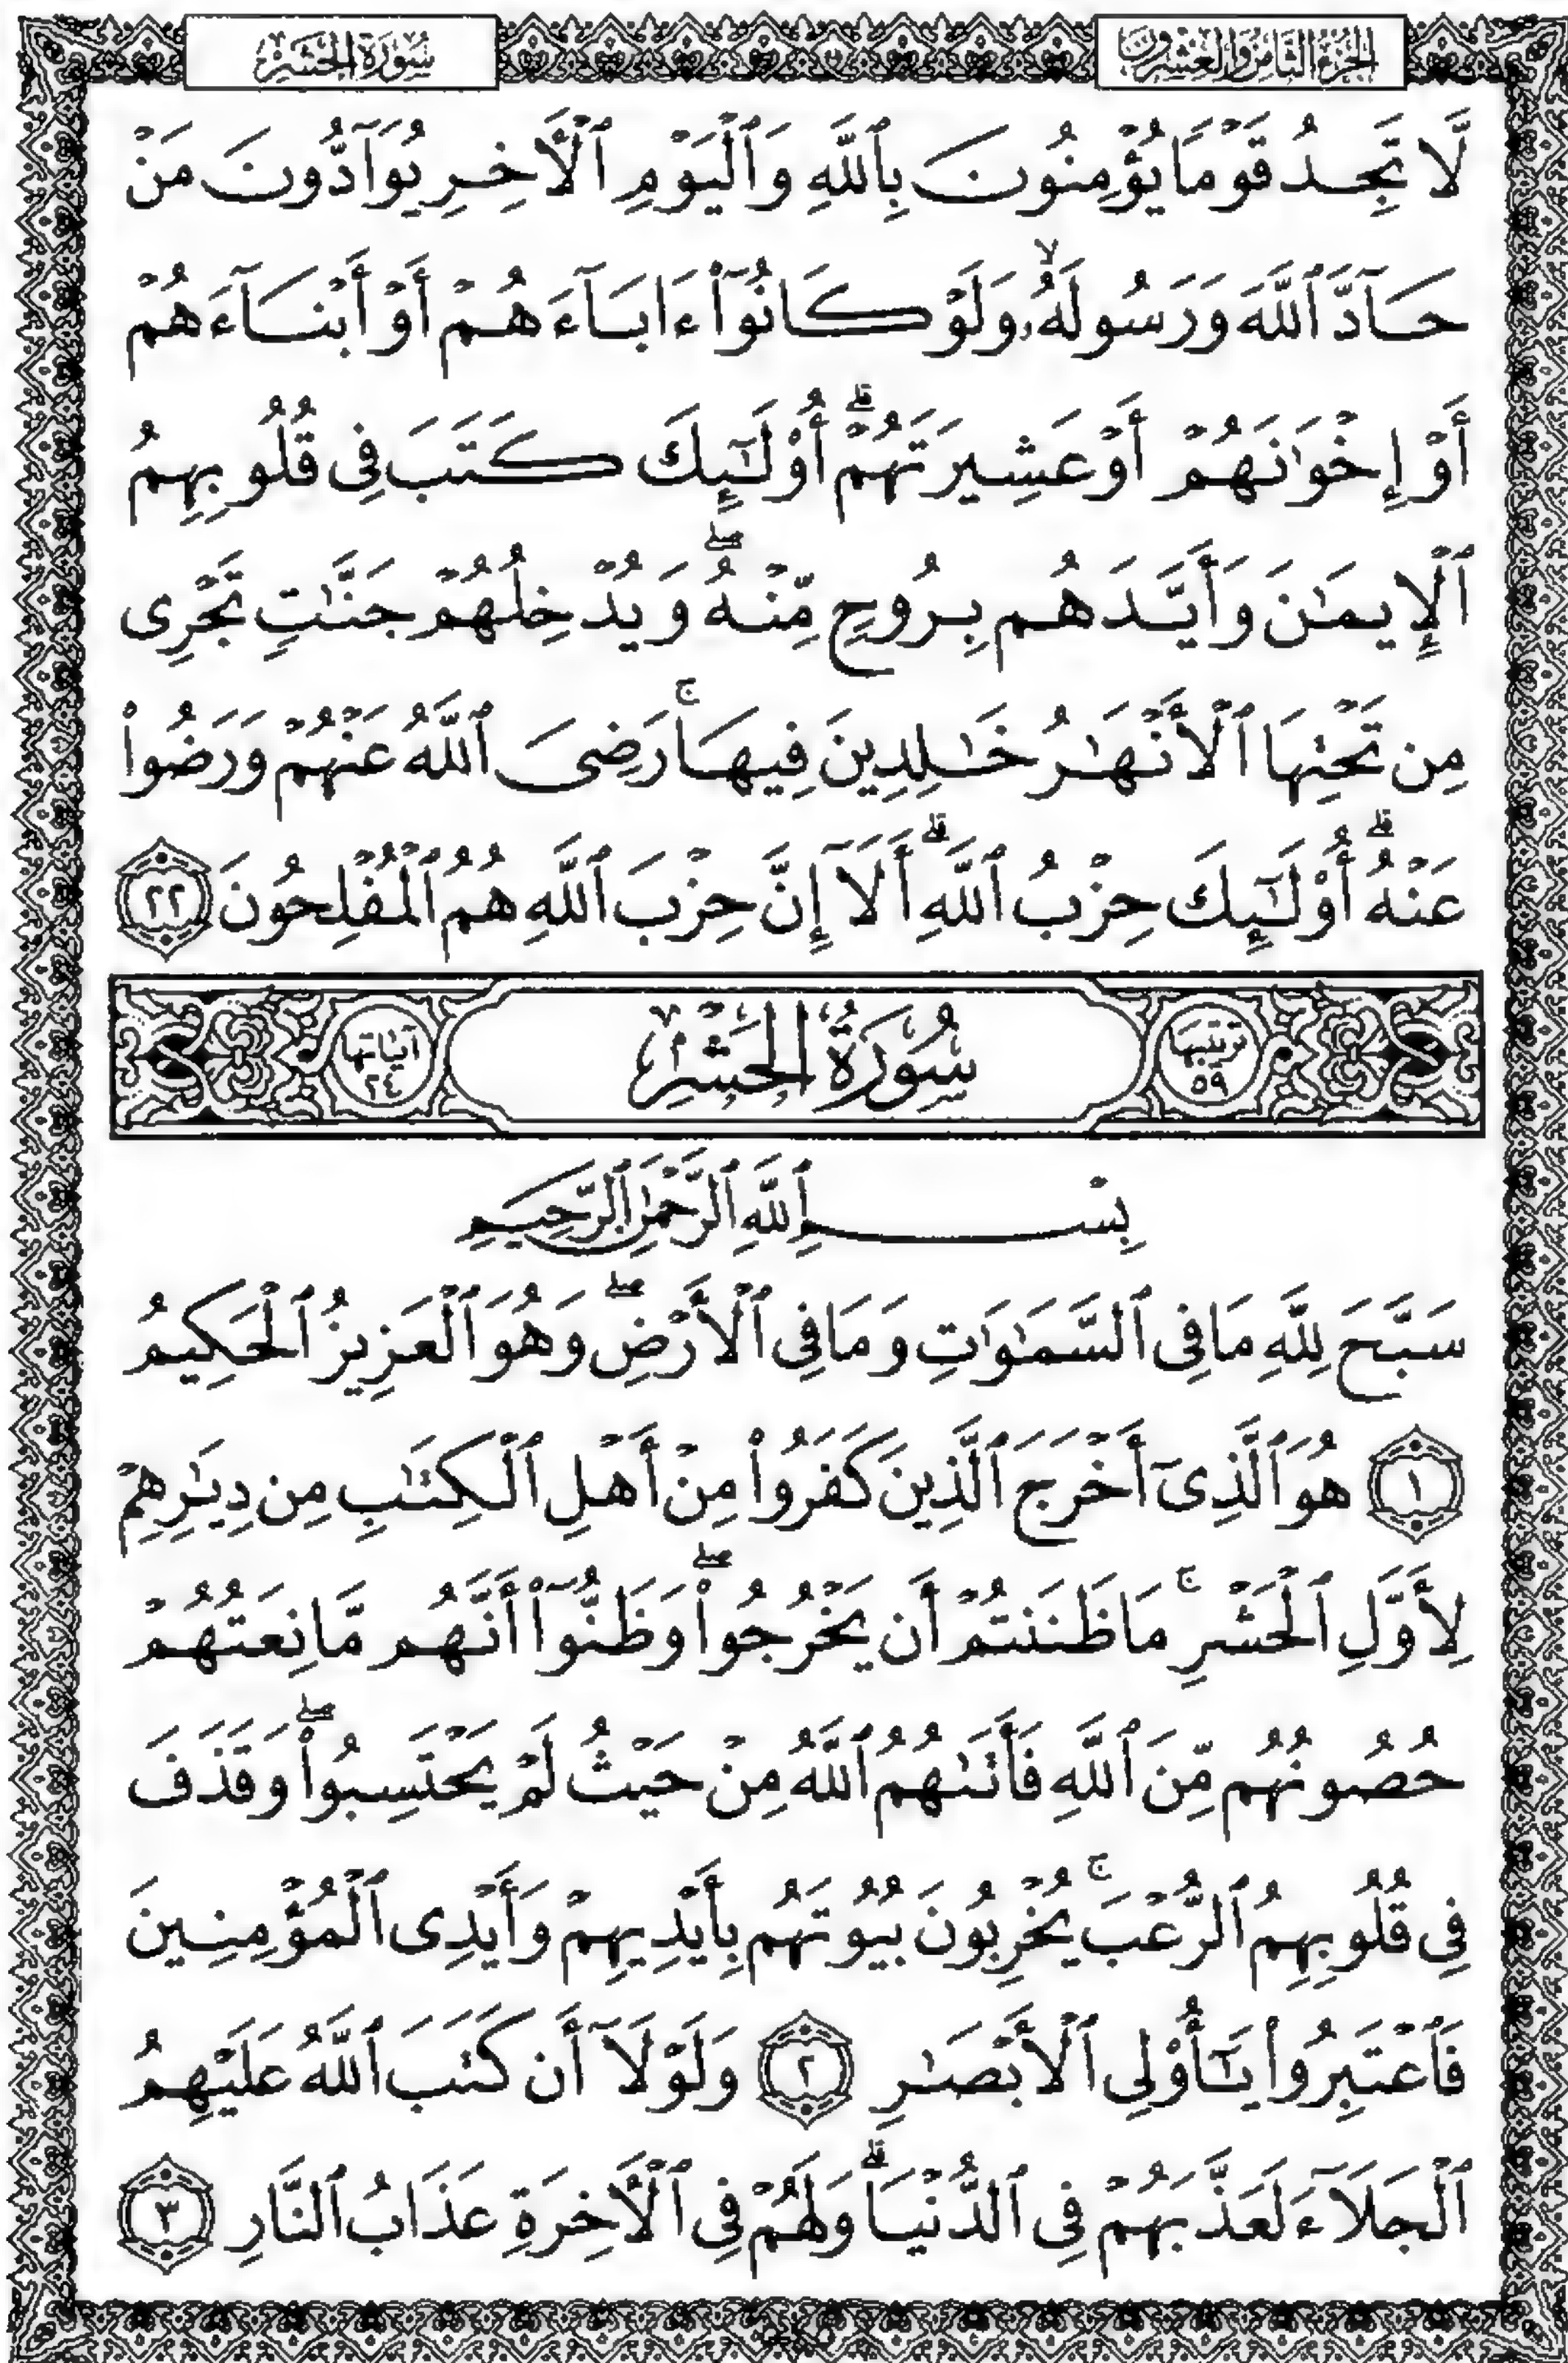 الجزء الثامن والعشرون
سورة الحشر
لَّا تَجِدُ قَوْمًا يُؤْمِنُونَ بِٱللَّهِ وَٱلْيَوْمِ ٱلْأَخِرِ يُوَآدُّونَ مَنْ
حَآدَّ ٱللَّهَ وَرَسُولَهُۥ وَلَوْ كَانُوٓا۟ ءَابَآءَهُمْ أَوْ أَبْنَآءَهُمْ
أَوْ إِخْوَٰنَهُمْ أَوْ عَشِيرَتَهُمْ ۚ أُو۟لَـٰٓئِكَ كَتَبَ فِى قُلُوبِهِمُ
ٱلْإِيمَـٰنَ وَأَيَّدَهُم بِرُوحٍ مِّنْهُ ۖ وَيُدْخِلُهُمْ جَنَّـٰتٍ تَجْرِى
مِن تَحْتِهَا ٱلْأَنْهَـٰرُ خَـٰلِدِينَ فِيهَا ۚ رَضِىَ ٱللَّهُ عَنْهُمْ وَرَضُوا۟
عَنْهُ ۗ أُو۟لَـٰٓئِكَ حِزْبُ ٱللَّهِ ۗ أَلَآ إِنَّ حِزْبَ ٱللَّهِ هُمُ ٱلْمُفْلِحُونَ ٢٢
ترتيبها ٥٩
سُورَةُ الحَشْرِ
آياتها ٢٤
بِسْمِ ٱللَّهِ ٱلرَّحْمَـٰنِ ٱلرَّحِيمِ
سَبَّحَ لِلَّهِ مَا فِى ٱلسَّمَـٰوَٰتِ وَمَا فِى ٱلْأَرْضِ ۖ وَهُوَ ٱلْعَزِيزُ ٱلْحَكِيمُ
١ هُوَ ٱلَّذِىٓ أَخْرَجَ ٱلَّذِينَ كَفَرُوا۟ مِنْ أَهْلِ ٱلْكِتَـٰبِ مِن دِيَـٰرِهِمْ
لِأَوَّلِ ٱلْحَشْرِ ۚ مَا ظَنَنتُمْ أَن يَخْرُجُوا۟ ۖ وَظَنُّوٓا۟ أَنَّهُم مَّانِعَتُهُمْ
حُصُونُهُم مِّنَ ٱللَّهِ فَأَتَىٰهُمُ ٱللَّهُ مِنْ حَيْثُ لَمْ يَحْتَسِبُوا۟ ۖ وَقَذَفَ
فِى قُلُوبِهِمُ ٱلرُّعْبَ ۚ يُخْرِبُونَ بُيُوتَهُم بِأَيْدِيهِمْ وَأَيْدِى ٱلْمُؤْمِنِينَ
فَٱعْتَبِرُوا۟ يَـٰٓأُو۟لِى ٱلْأَبْصَـٰرِ ٢ وَلَوْلَآ أَن كَتَبَ ٱللَّهُ عَلَيْهِمُ
ٱلْجَلَآءَ لَعَذَّبَهُمْ فِى ٱلدُّنْيَا ۖ وَلَهُمْ فِى ٱلْأَخِرَةِ عَذَابُ ٱلنَّارِ ٣